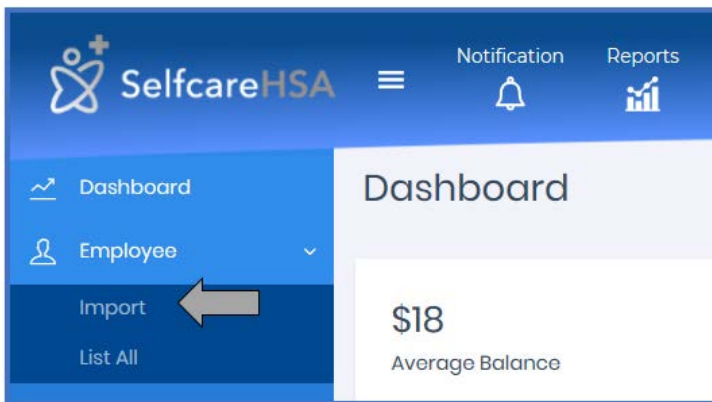 SelfcareHSA
Notification
Reports
Dashboard
Employee
Import
List All
Dashboard
$18
Average Balance